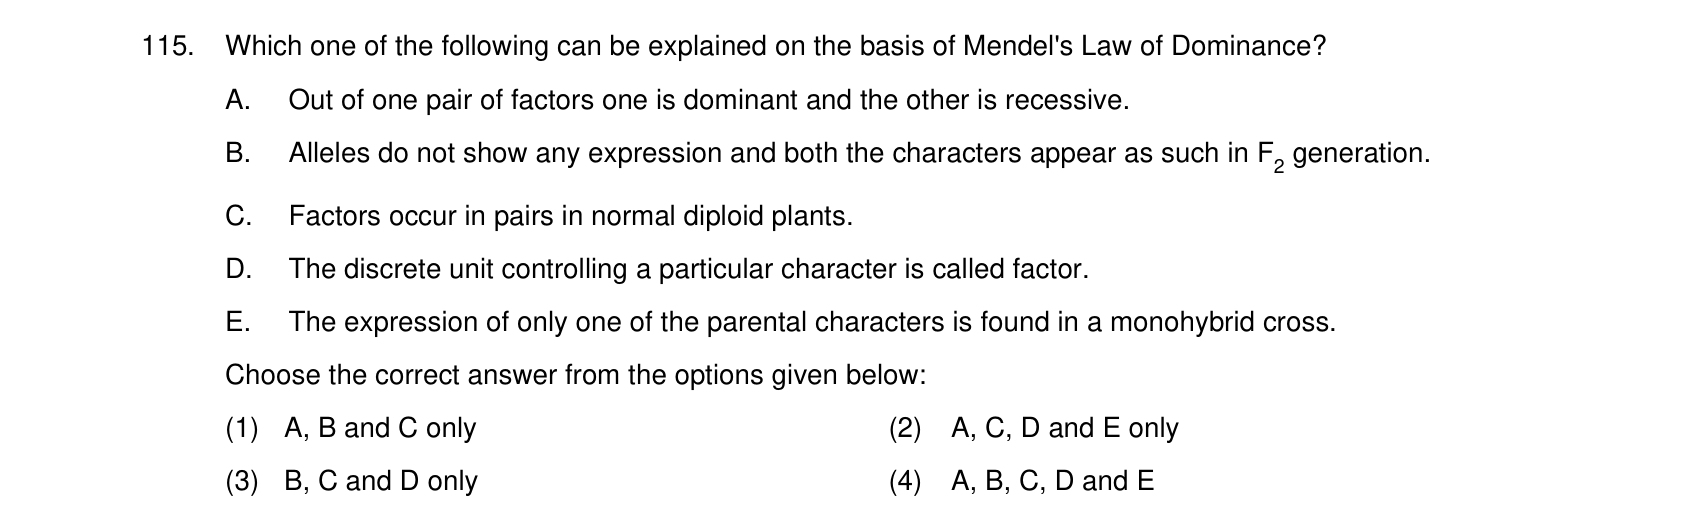 115. Which one of the following can be explained on the basis of Mendel's Law of Dominance?
A. Out of one pair of factors one is dominant and the other is recessive.
B. Alleles do not show any expression and both the characters appear as such in F2 generation.
C. Factors occur in pairs in normal diploid plants.
D. The discrete unit controlling a particular character is called factor.
E. The expression of only one of the parental characters is found in a monohybrid cross.
Choose the correct answer from the options given below:
(1) A, B and C only (2) A, C, D and E only
(3) B, C and D only (4) A, B, C, D and E